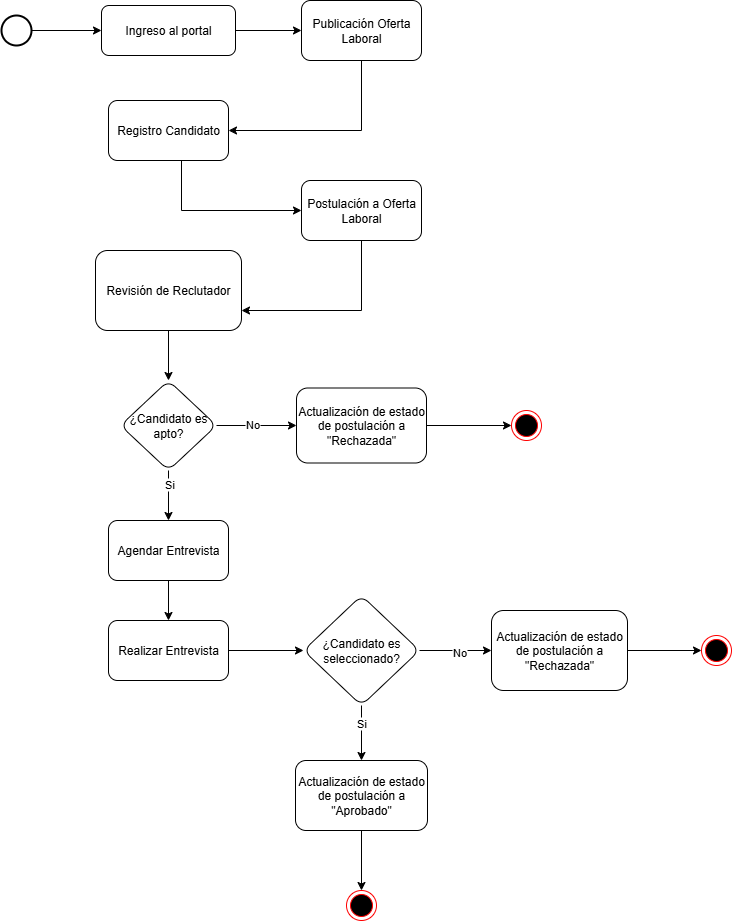 Ingreso al portal
Publicación Oferta
Laboral
Registro Candidato
Postulación a Oferta
Laboral
Revisión de Reclutador
¿Candidato es
apto?
No
Actualización de estado
de postulación a
"Rechazada"
Si
Agendar Entrevista
Realizar Entrevista
¿Candidato es
seleccionado?
No
Actualización de estado
de postulación a
"Rechazada"
Si
Actualización de estado
de postulación a
"Aprobado"